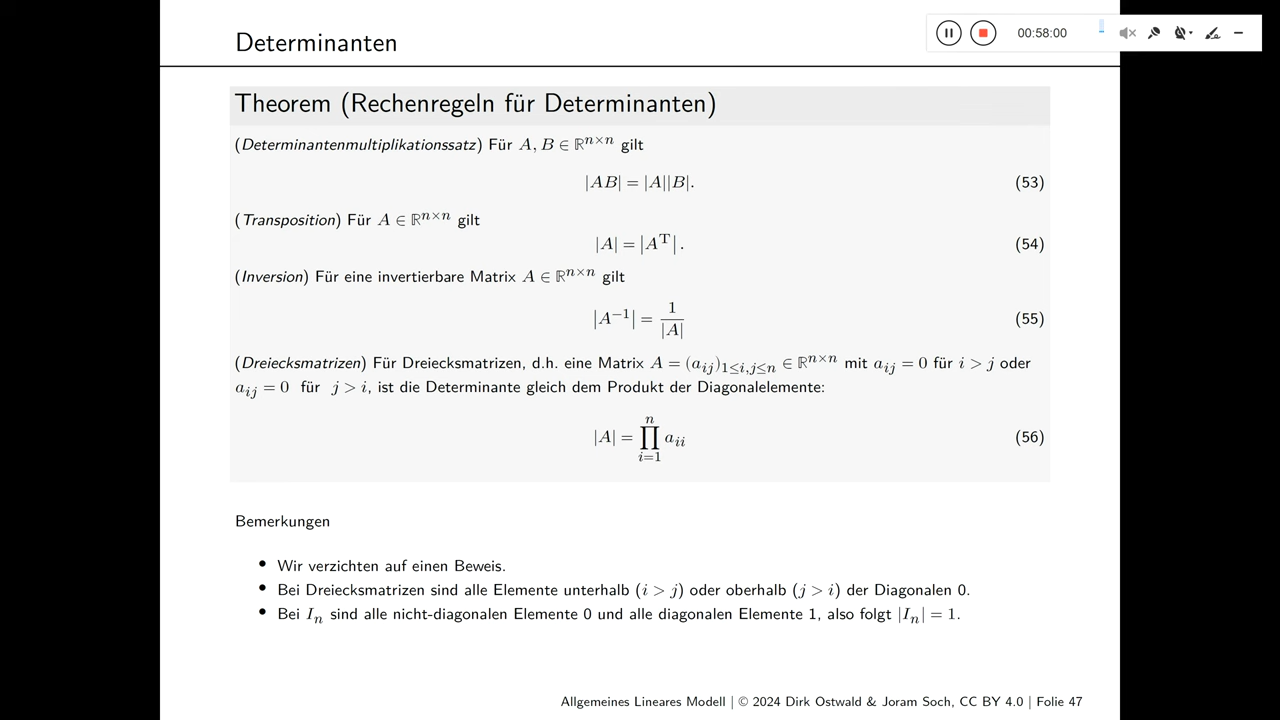 Determinanten
00:58:00
Theorem (Rechenregeln für Determinanten)
(Determinantenmultiplikationssatz) Für A, B ∈ ℝⁿˣⁿ gilt
|AB| = |A||B|. (53)
(Transposition) Für A ∈ ℝⁿˣⁿ gilt
|A| = |Aᵀ|. (54)
(Inversion) Für eine invertierbare Matrix A ∈ ℝⁿˣⁿ gilt
|A⁻¹| = 1/|A| (55)
(Dreiecksmatrizen) Für Dreiecksmatrizen, d.h. eine Matrix A = (a_{ij})_{1≤i,j≤n} ∈ ℝⁿˣⁿ mit a_{ij} = 0 für i > j oder
a_{ij} = 0 für j > i, ist die Determinante gleich dem Produkt der Diagonalelemente:
|A| = ∏_{i=1}^{n} a_{ii} (56)
Bemerkungen
• Wir verzichten auf einen Beweis.
• Bei Dreiecksmatrizen sind alle Elemente unterhalb (i > j) oder oberhalb (j > i) der Diagonalen 0.
• Bei I_n sind alle nicht-diagonalen Elemente 0 und alle diagonalen Elemente 1, also folgt |I_n| = 1.
Allgemeines Lineares Modell | © 2024 Dirk Ostwald & Joram Soch, CC BY 4.0 | Folie 47